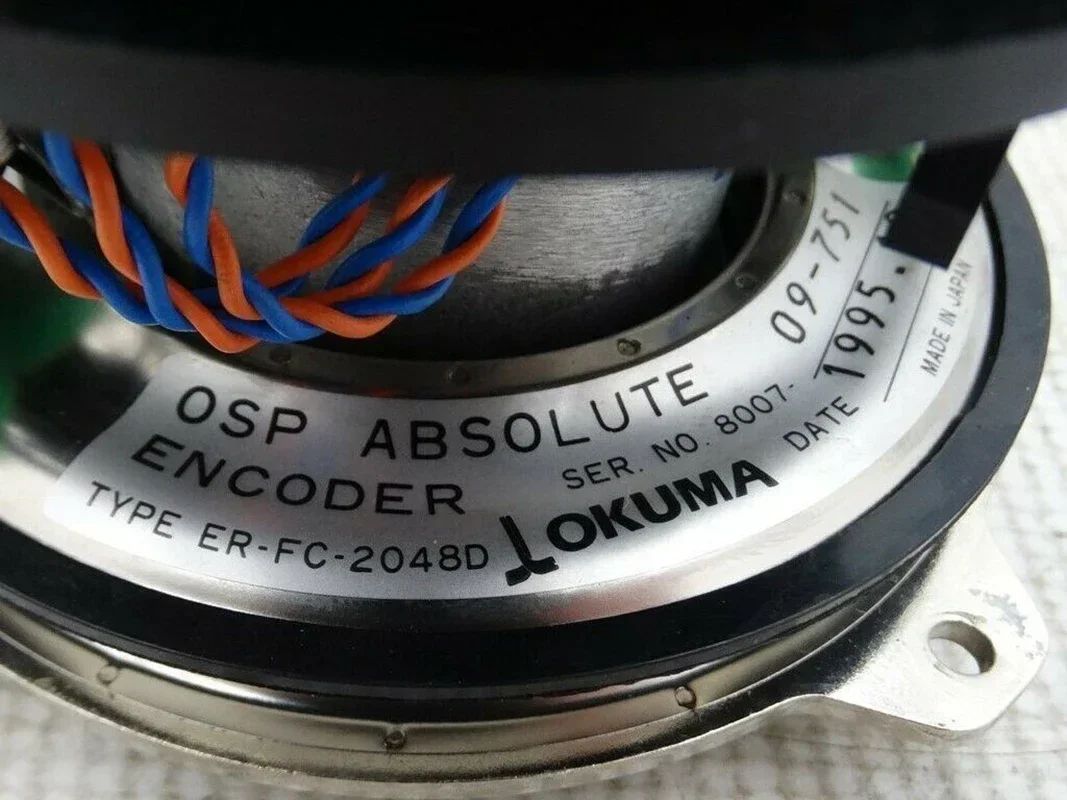 OSP ABSOLUTE
ENCODER
TYPE ER-FC-2048D
SER. NO. 8007- 09-751
OKUMA
DATE 1995.
MADE IN JAPAN